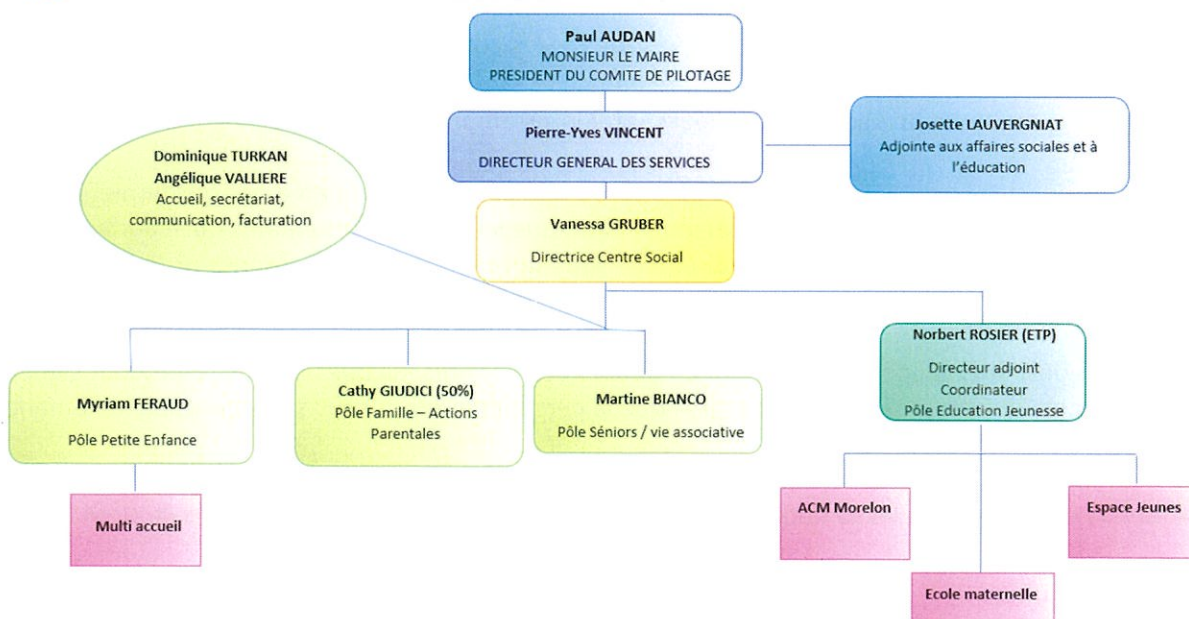 Paul AUDAN
MONSIEUR LE MAIRE
PRESIDENT DU COMITE DE PILOTAGE
Pierre-Yves VINCENT
DIRECTEUR GENERAL DES SERVICES
Josette LAUVERGNIAT
Adjointe aux affaires sociales et à
l'éducation
Dominique TURKAN
Angélique VALLIERE
Accueil, secrétariat,
communication, facturation
Vanessa GRUBER
Directrice Centre Social
Norbert ROSIER (ETP)
Directeur adjoint
Coordinateur
Pôle Education Jeunesse
Myriam FERAUD
Pôle Petite Enfance
Cathy GIUDICI (50%)
Pôle Famille – Actions
Parentales
Martine BIANCO
Pôle Séniors / vie associative
Multi accueil
ACM Morelon
Espace Jeunes
Ecole maternelle